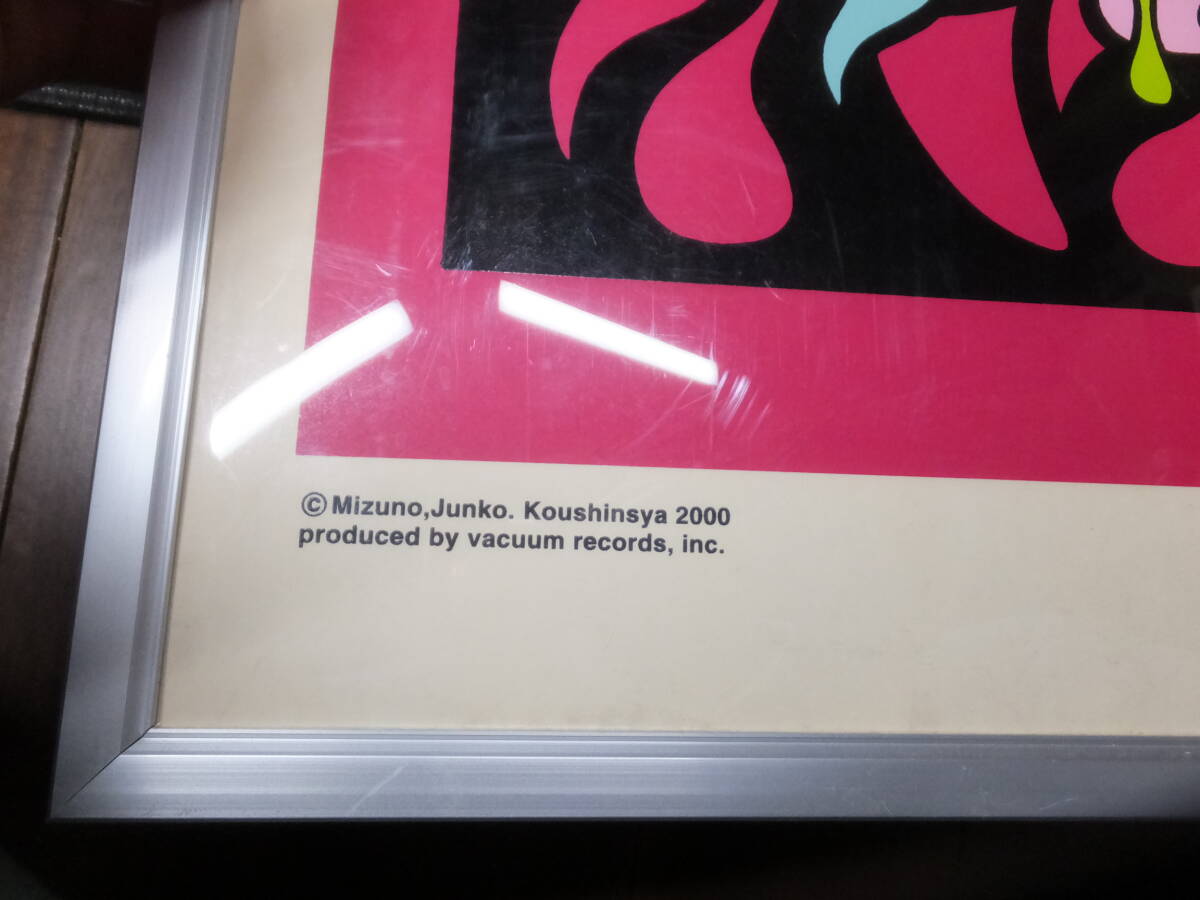 ©Mizuno,Junko. Koushinsya 2000
produced by vacuum records, inc.